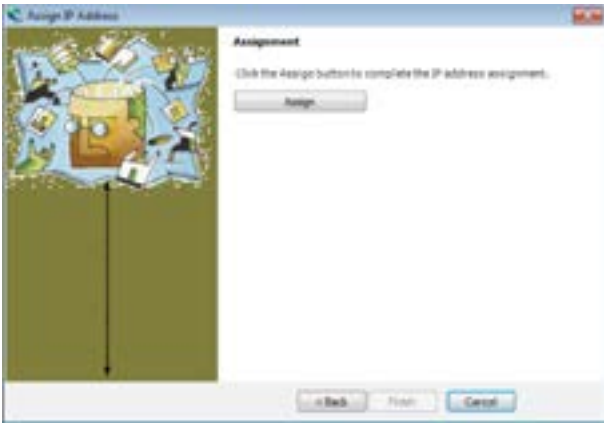 Assign IP Address
Assignment
Click the Assign button to complete the IP address assignment.
Assign
< Back
Finish
Cancel